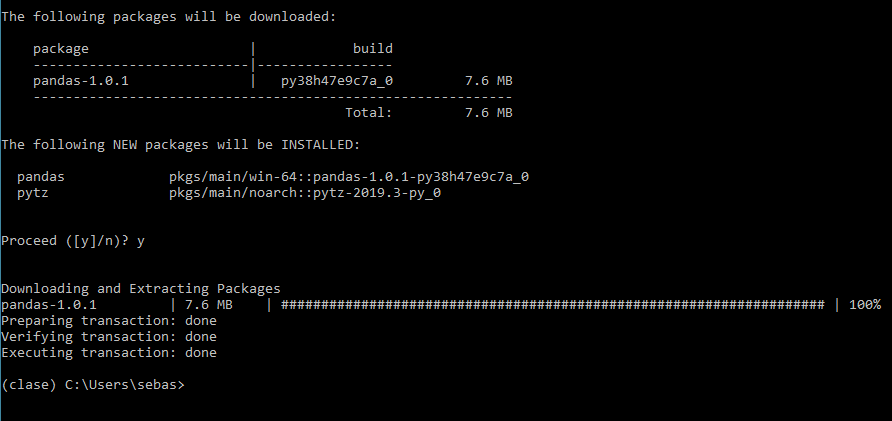 The following packages will be downloaded:
    package                    |            build
    ---------------------------|-----------------
    pandas-1.0.1               |   py38h47e9c7a_0         7.6 MB
    ------------------------------------------------------------
                                           Total:         7.6 MB
The following NEW packages will be INSTALLED:
  pandas             pkgs/main/win-64::pandas-1.0.1-py38h47e9c7a_0
  pytz               pkgs/main/noarch::pytz-2019.3-py_0
Proceed ([y]/n)? y
Downloading and Extracting Packages
pandas-1.0.1         | 7.6 MB    | #################################################################### | 100%
Preparing transaction: done
Verifying transaction: done
Executing transaction: done
(clase) C:\Users\sebas>